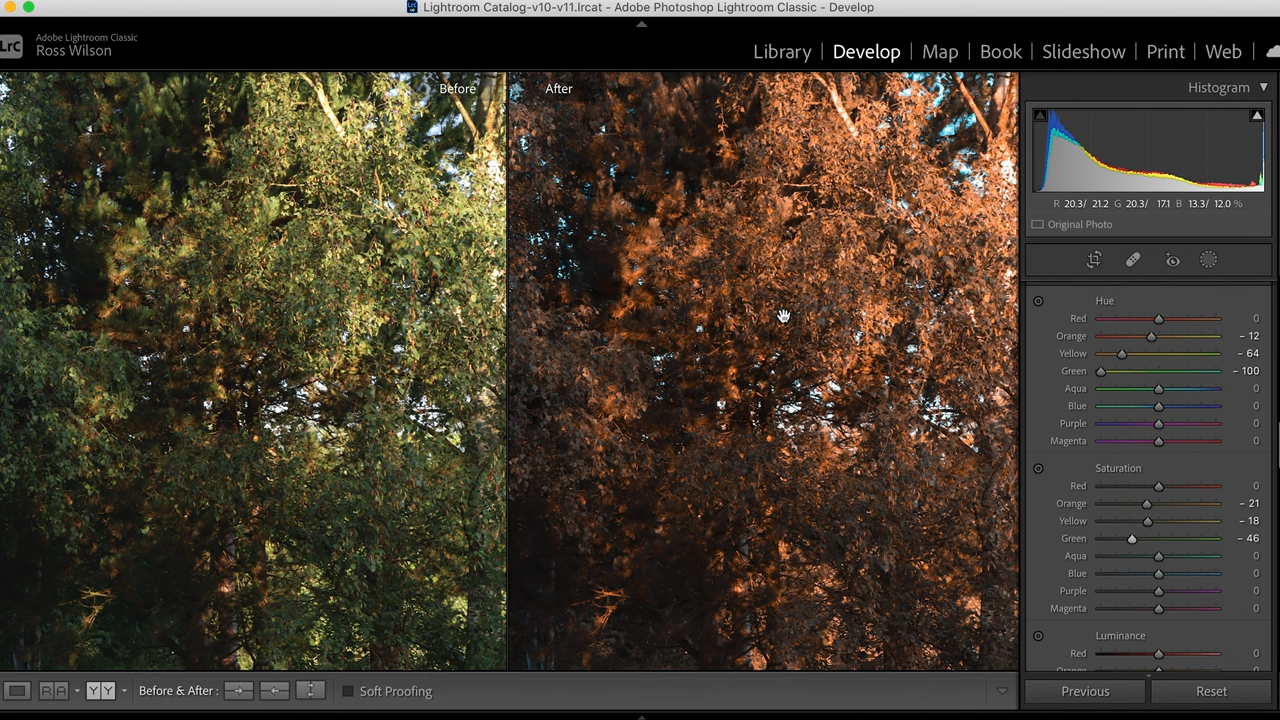 Lightroom Catalog-v10-v11.lrcat - Adobe Photoshop Lightroom Classic - Develop
LrC
Adobe Lightroom Classic
Ross Wilson
Library | Develop | Map | Book | Slideshow | Print | Web
Before
After
Histogram
R 20.3/ 21.2 G 20.3/ 17.1 B 13.3/ 12.0 %
Original Photo
Hue
Red 0
Orange - 12
Yellow - 64
Green - 100
Aqua 0
Blue 0
Purple 0
Magenta 0
Saturation
Red 0
Orange - 21
Yellow - 18
Green - 46
Aqua 0
Blue 0
Purple 0
Magenta 0
Luminance
Red 0
R A
Y Y
Before & After :
Soft Proofing
Previous
Reset